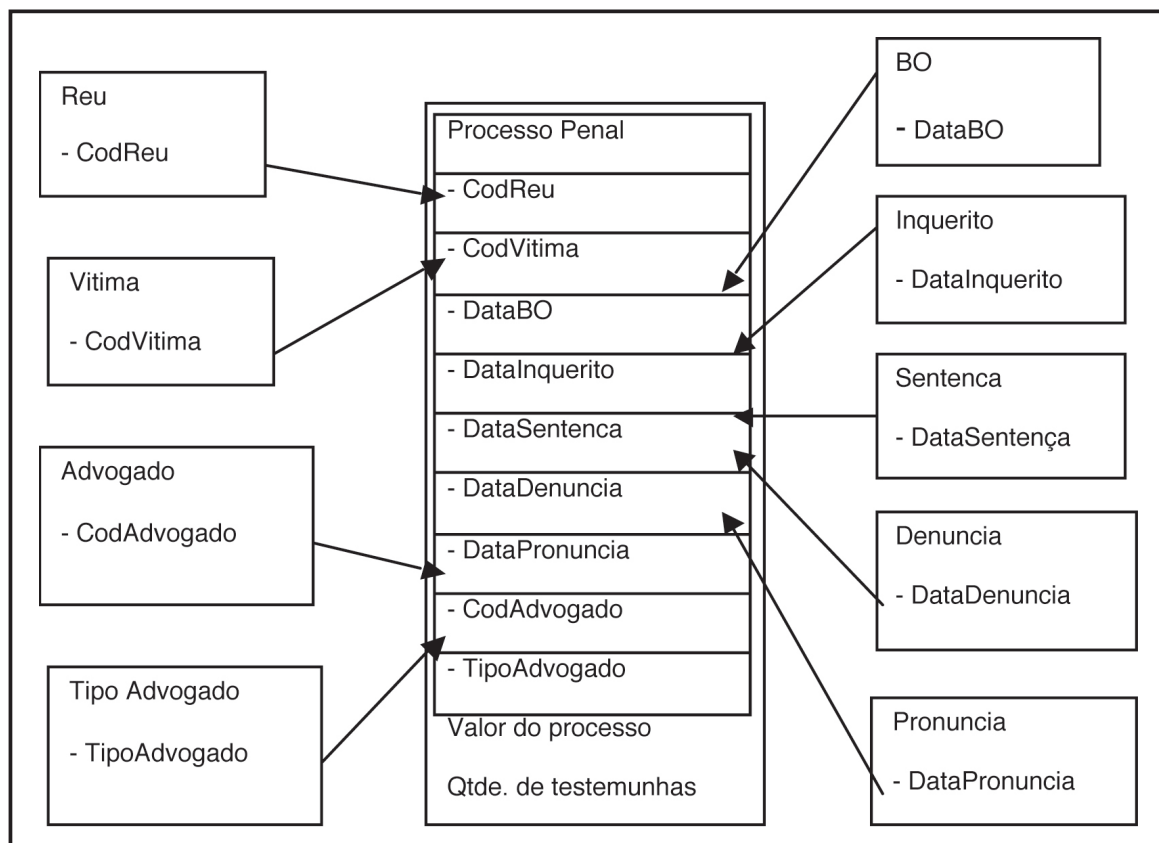 Reu
- CodReu
Vitima
- CodVitima
Advogado
- CodAdvogado
Tipo Advogado
- TipoAdvogado
Processo Penal
- CodReu
- CodVitima
- DataBO
- DataInquerito
- DataSentenca
- DataDenuncia
- DataPronuncia
- CodAdvogado
- TipoAdvogado
Valor do processo
Qtde. de testemunhas
BO
- DataBO
Inquerito
- DataInquerito
Sentenca
- DataSentença
Denuncia
- DataDenuncia
Pronuncia
- DataPronuncia